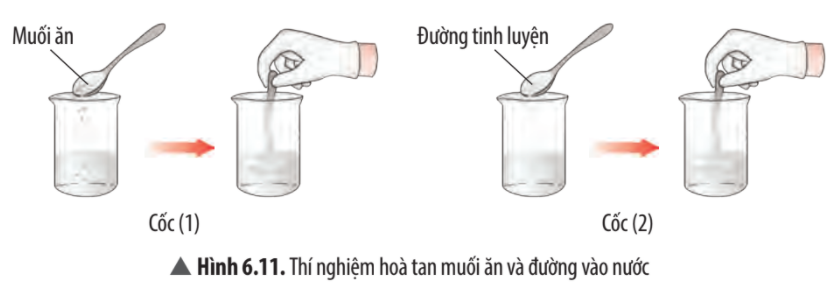 Muối ăn
Đường tinh luyện
Cốc (1)
Cốc (2)
▲ Hình 6.11. Thí nghiệm hoà tan muối ăn và đường vào nước